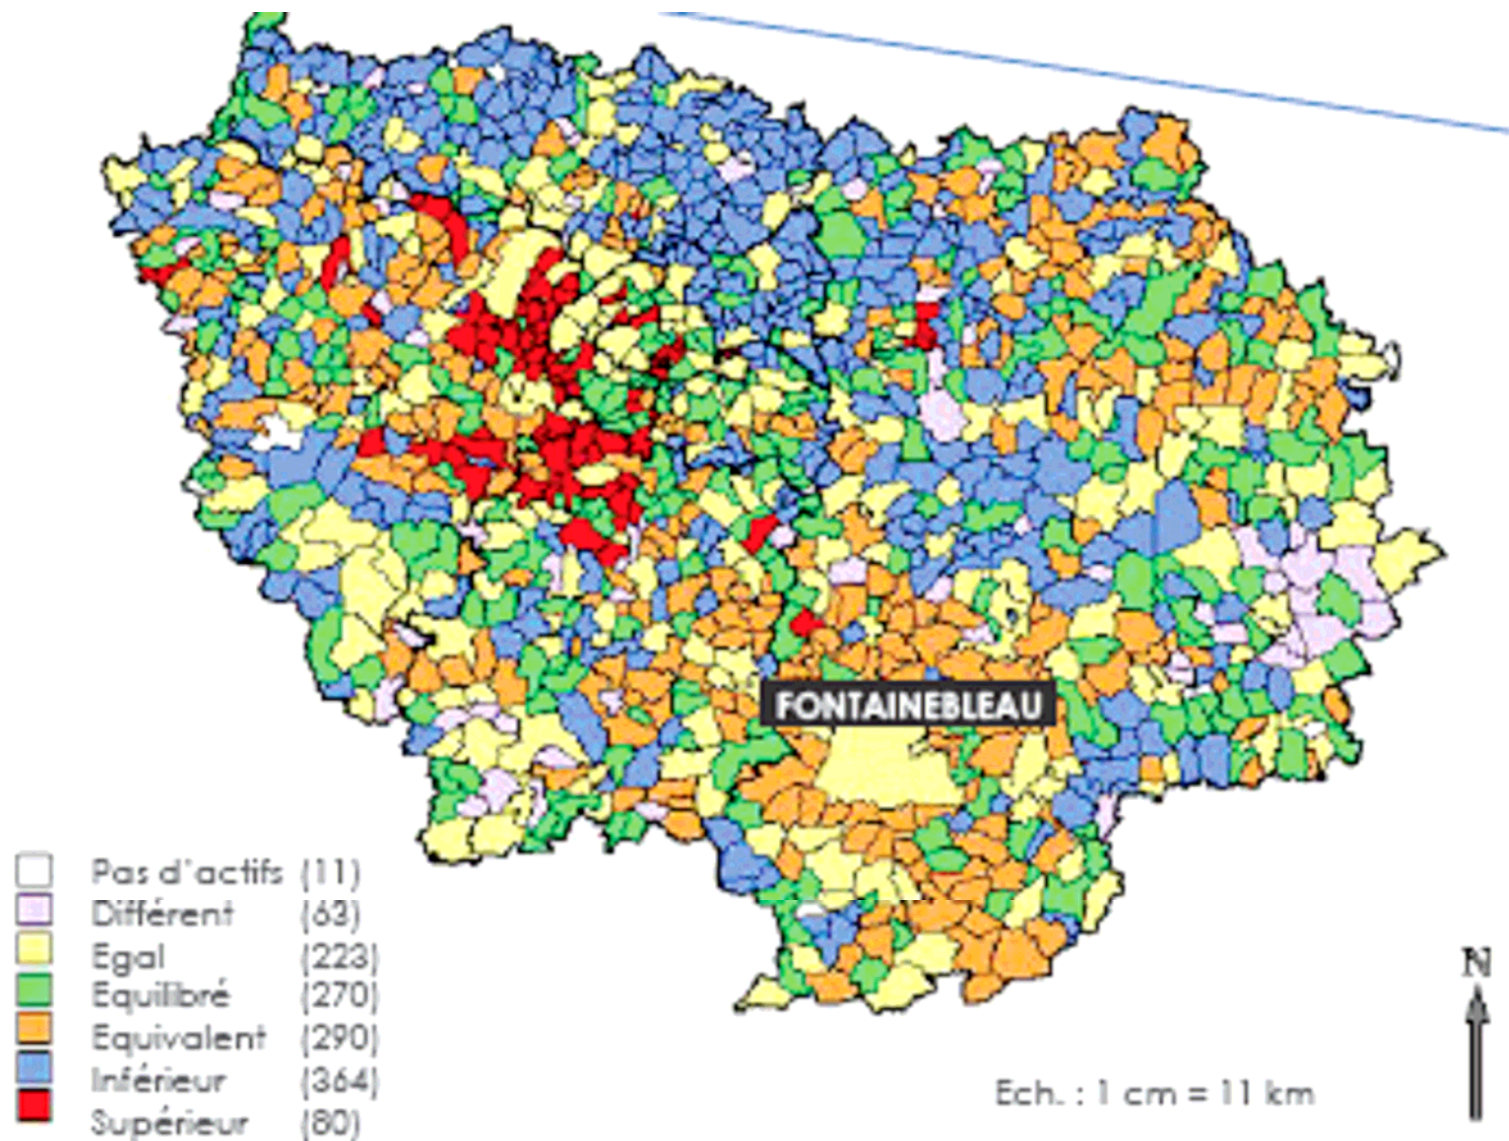 FONTAINEBLEAU
Pas d'actifs (11)
Différent (63)
Egal (223)
Equilibré (270)
Equivalent (290)
Inférieur (364)
Supérieur (80)
N
Ech. : 1 cm = 11 km